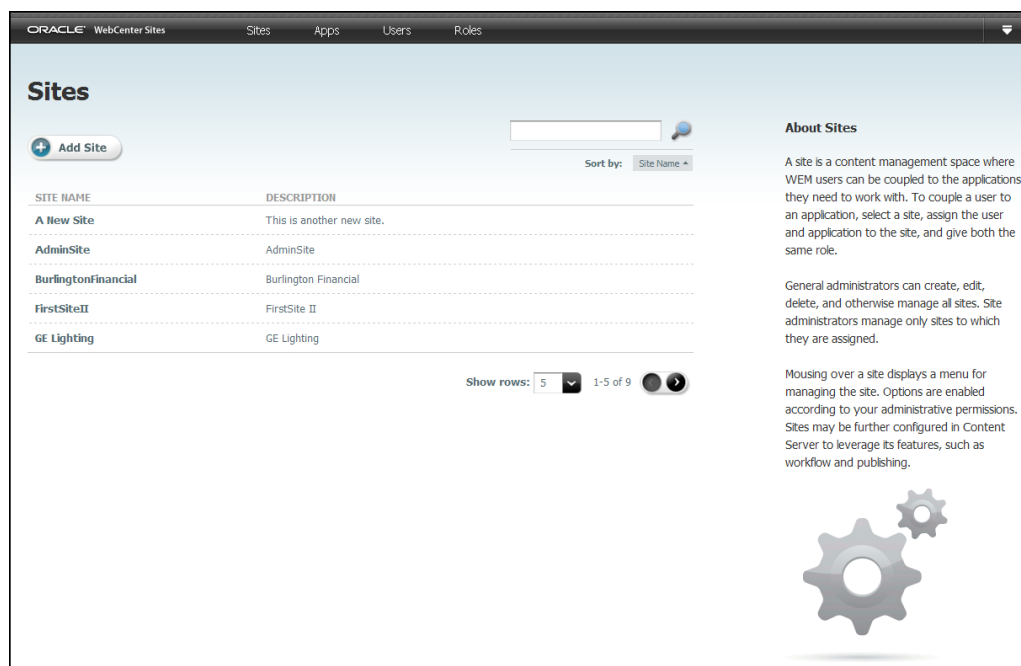 ORACLE WebCenter Sites Sites Apps Users Roles
Sites
Add Site
Sort by: Site Name
SITE NAME DESCRIPTION
A New Site This is another new site.
AdminSite AdminSite
BurlingtonFinancial Burlington Financial
FirstSiteII FirstSite II
GE Lighting GE Lighting
Show rows: 5 1-5 of 9
About Sites
A site is a content management space where
WEM users can be coupled to the applications
they need to work with. To couple a user to
an application, select a site, assign the user
and application to the site, and give both the
same role.
General administrators can create, edit,
delete, and otherwise manage all sites. Site
administrators manage only sites to which
they are assigned.
Mousing over a site displays a menu for
managing the site. Options are enabled
according to your administrative permissions.
Sites may be further configured in Content
Server to leverage its features, such as
workflow and publishing.